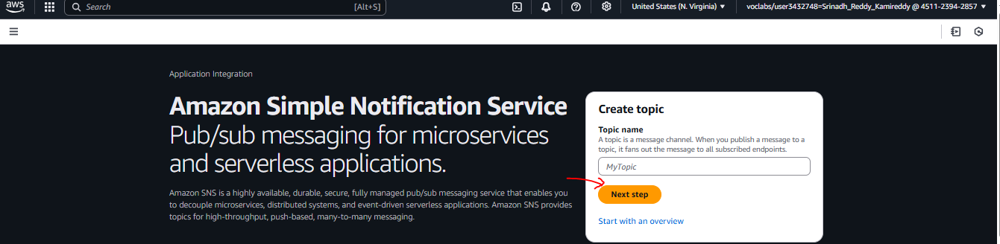 aws
Search
[Alt+S]
United States (N. Virginia)
voclabs/user3432748=Srinadh_Reddy_Kamireddy @ 4511-2394-2857
Application Integration
Amazon Simple Notification Service
Pub/sub messaging for microservices
and serverless applications.
Amazon SNS is a highly available, durable, secure, fully managed pub/sub messaging service that enables you
to decouple microservices, distributed systems, and event-driven serverless applications. Amazon SNS provides
topics for high-throughput, push-based, many-to-many messaging.
Create topic
Topic name
A topic is a message channel. When you publish a message to a
topic, it fans out the message to all subscribed endpoints.
MyTopic
Next step
Start with an overview